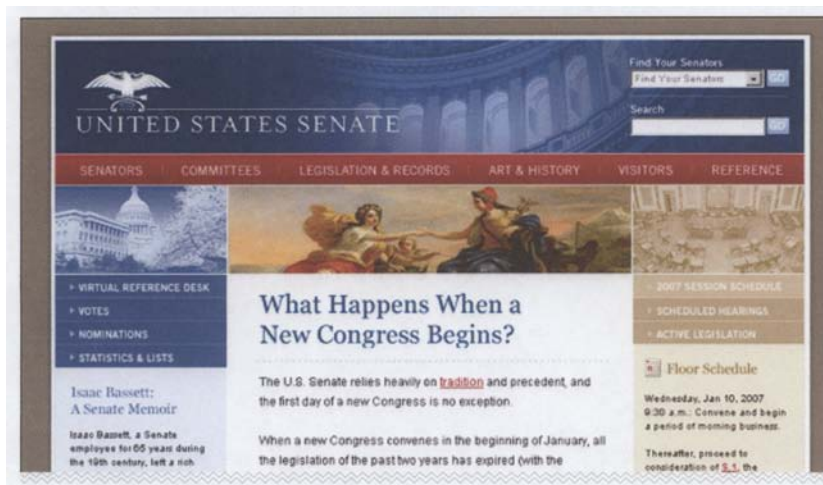 Find Your Senators
Find Your Senators GO
UNITED STATES SENATE
Search
GO
SENATORS COMMITTEES LEGISLATION & RECORDS ART & HISTORY VISITORS REFERENCE
VIRTUAL REFERENCE DESK
VOTES
NOMINATIONS
STATISTICS & LISTS
Isaac Bassett:
A Senate Memoir
Isaac Bassett, a Senate
employee for 65 years during
the 19th century, left a rich
What Happens When a
New Congress Begins?
The U.S. Senate relies heavily on tradition and precedent, and
the first day of a new Congress is no exception.
When a new Congress convenes in the beginning of January, all
the legislation of the past two years has expired (with the
2007 SESSION SCHEDULE
SCHEDULED HEARINGS
ACTIVE LEGISLATION
Floor Schedule
Wednesday, Jan 10, 2007
9:30 a.m.: Convene and begin
a period of morning business.
Thereafter, proceed to
consideration of S.1, the